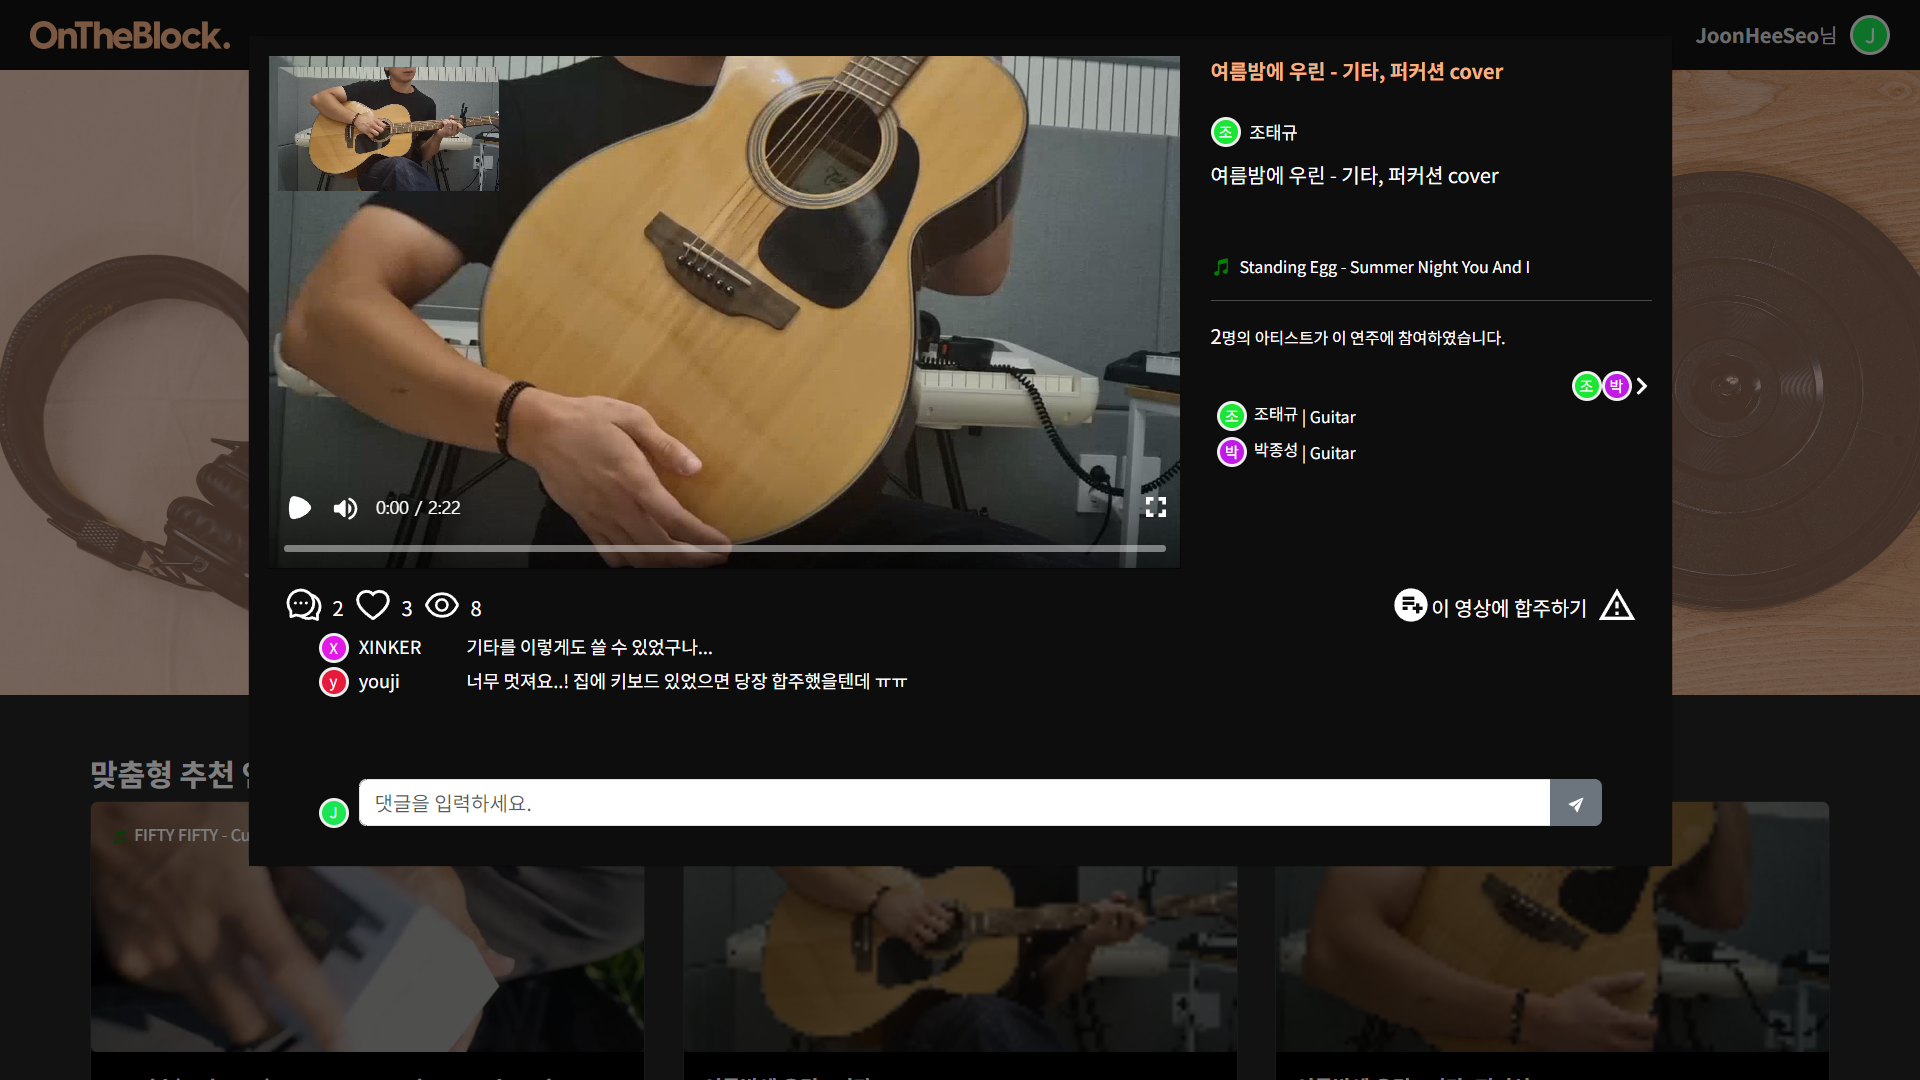 OnTheBlock.
JoonHeeSeo님
J
여름밤에 우린 - 기타, 퍼커션 cover
조 조태규
여름밤에 우린 - 기타, 퍼커션 cover
Standing Egg - Summer Night You And I
2명의 아티스트가 이 연주에 참여하였습니다.
조 박
조 조태규 | Guitar
박 박종성 | Guitar
0:00 / 2:22
2 3 8
이 영상에 합주하기
X XINKER 기타를 이렇게도 쓸 수 있었구나...
y youji 너무 멋져요..! 집에 키보드 있었으면 당장 합주했을텐데 ㅠㅠ
J 댓글을 입력하세요.
맞춤형 추천
FIFTY FIFTY - Cu